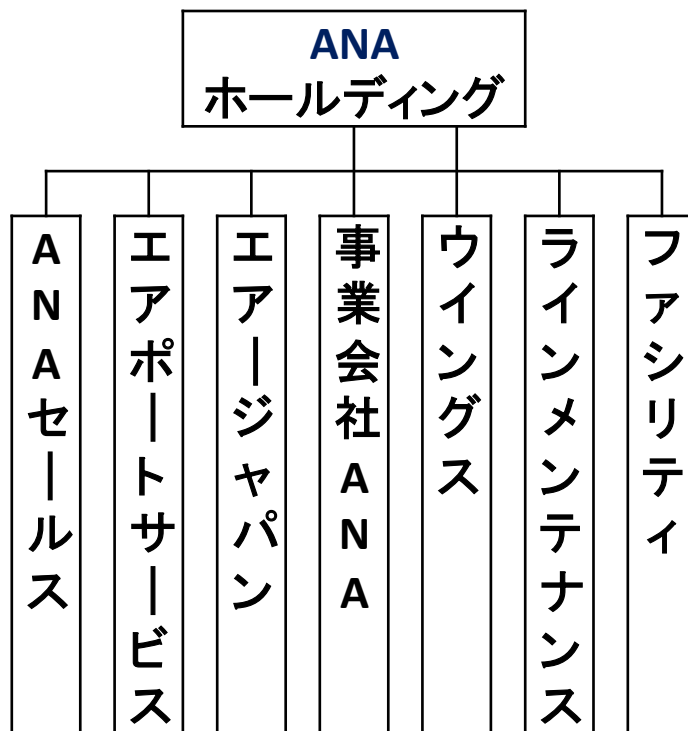 ANA
ホールディング
ANAセールス
エアポートサービス
エアージャパン
事業会社ANA
ウイングス
ラインメンテナンス
ファシリティ